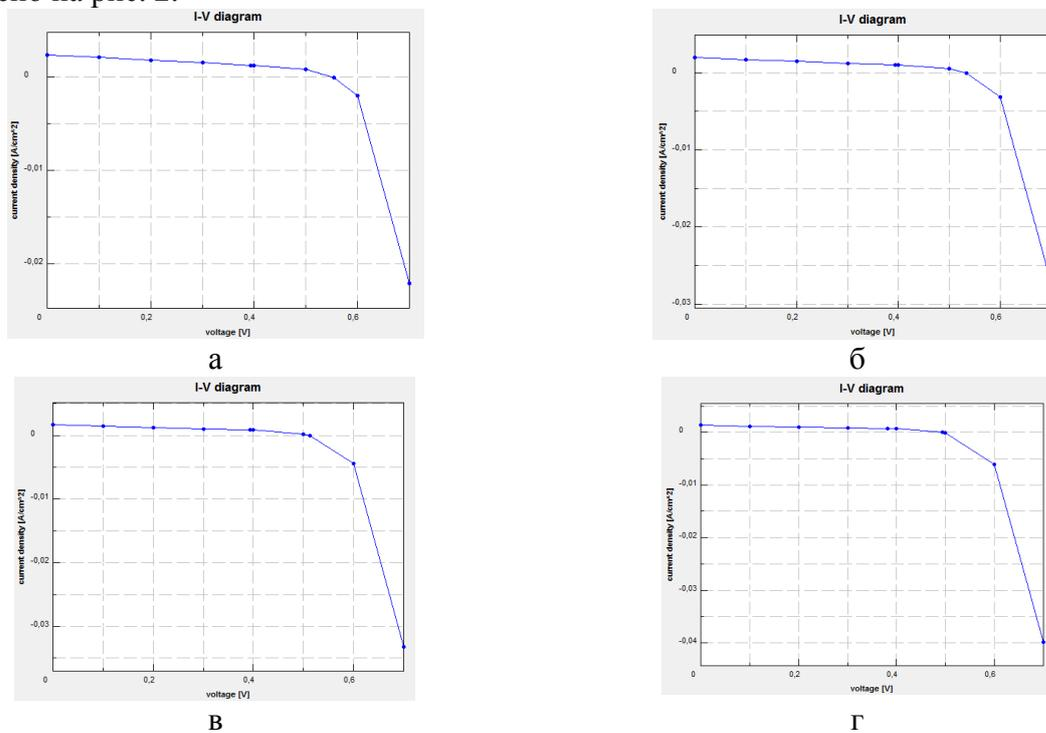 ено на рис. 2.
I-V diagram
current density [A/cm^2]
0
-0,01
-0,02
0
0,2
0,4
0,6
voltage [V]
а
I-V diagram
current density [A/cm^2]
0
-0,01
-0,02
-0,03
0
0,2
0,4
0,6
voltage [V]
б
I-V diagram
current density [A/cm^2]
0
-0,01
-0,02
-0,03
0
0,2
0,4
0,6
voltage [V]
в
I-V diagram
current density [A/cm^2]
0
-0,01
-0,02
-0,03
-0,04
0
0,2
0,4
0,6
voltage [V]
г